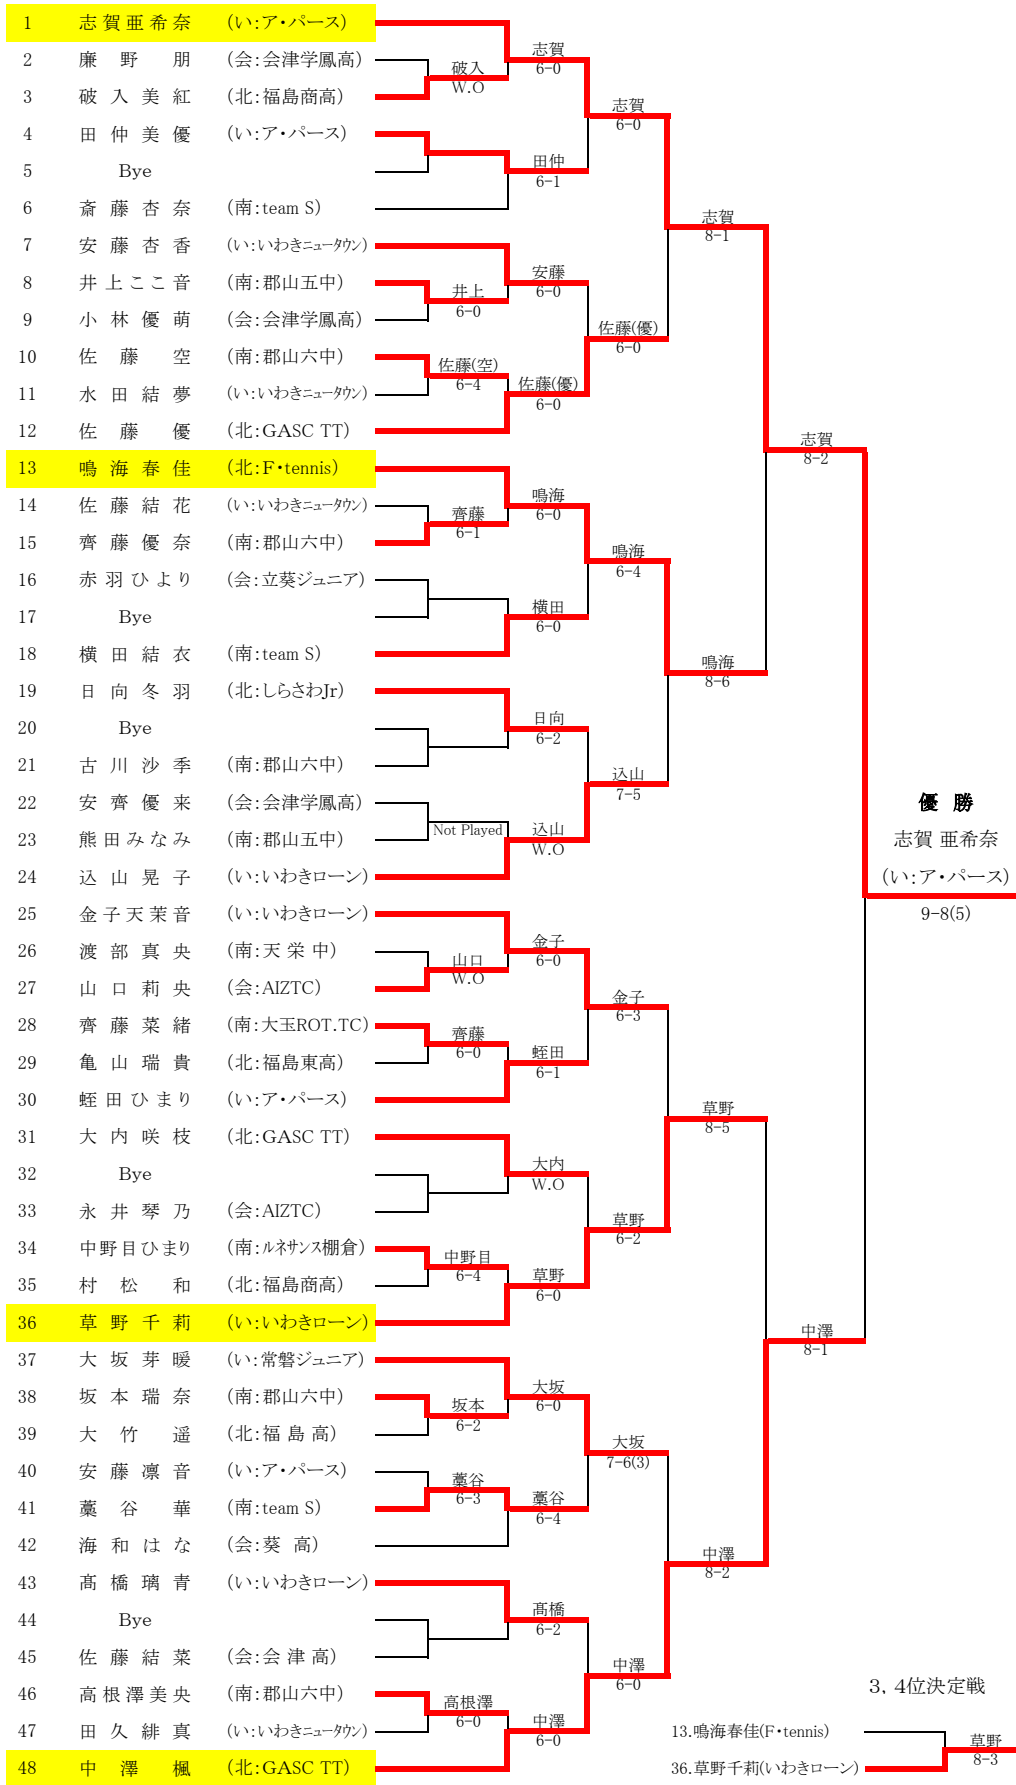 1 志賀亜希奈 (い:ア・パース)
2 廉野朋 (会:会津学鳳高)
3 破入美紅 (北:福島商高)
4 田仲美優 (い:ア・パース)
5 Bye
6 斎藤杏奈 (南:team S)
7 安藤杏香 (い:いわきニュータウン)
8 井上ここ音 (南:郡山五中)
9 小林優萌 (会:会津学鳳高)
10 佐藤空 (南:郡山六中)
11 水田結夢 (い:いわきニュータウン)
12 佐藤優 (北:GASC TT)
13 鳴海春佳 (北:F・tennis)
14 佐藤結花 (い:いわきニュータウン)
15 齊藤優奈 (南:郡山六中)
16 赤羽ひより (会:立葵ジュニア)
17 Bye
18 横田結衣 (南:team S)
19 日向冬羽 (北:しらさわJr)
20 Bye
21 古川沙季 (南:郡山六中)
22 安齊優来 (会:会津学鳳高)
23 熊田みなみ (南:郡山五中)
24 込山晃子 (い:いわきローン)
25 金子天茉音 (い:いわきローン)
26 渡部真央 (南:天栄中)
27 山口莉央 (会:AIZTC)
28 齊藤菜緒 (南:大玉ROT.TC)
29 亀山瑞貴 (北:福島東高)
30 蛭田ひまり (い:ア・パース)
31 大内咲枝 (北:GASC TT)
32 Bye
33 永井琴乃 (会:AIZTC)
34 中野目ひまり (南:ルネサンス棚倉)
35 村松和 (北:福島商高)
36 草野千莉 (い:いわきローン)
37 大坂芽暖 (い:常磐ジュニア)
38 坂本瑞奈 (南:郡山六中)
39 大竹遥 (北:福島高)
40 安藤凛音 (い:ア・パース)
41 藁谷華 (南:team S)
42 海和はな (会:葵高)
43 髙橋璃青 (い:いわきローン)
44 Bye
45 佐藤結菜 (会:会津高)
46 高根澤美央 (南:郡山六中)
47 田久緋真 (い:いわきニュータウン)
48 中澤楓 (北:GASC TT)
破入
W.O
井上
6-0
佐藤(空)
6-4
齊藤
6-1
Not Played
山口
W.O
齊藤
6-0
中野目
6-4
坂本
6-2
藁谷
6-3
高根澤
6-0
志賀
6-0
田仲
6-1
安藤
6-0
佐藤(優)
6-0
鳴海
6-0
横田
6-0
日向
6-2
込山
W.O
金子
6-0
蛭田
6-1
大内
W.O
草野
6-0
大坂
6-0
藁谷
6-4
髙橋
6-2
中澤
6-0
志賀
6-0
佐藤(優)
6-0
鳴海
6-4
込山
7-5
金子
6-3
草野
6-2
大坂
7-6(3)
中澤
6-0
志賀
8-1
鳴海
8-6
草野
8-5
中澤
8-2
志賀
8-2
中澤
8-1
優勝
志賀 亜希奈
(い:ア・パース)
9-8(5)
3, 4位決定戦
13.鳴海春佳(F・tennis)
36.草野千莉(いわきローン)
草野
8-3